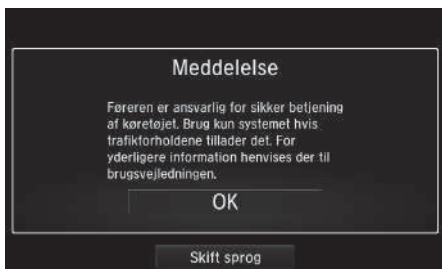 Meddelelse
Føreren er ansvarlig for sikker betjening
af køretøjet. Brug kun systemet hvis
trafikforholdene tillader det. For
yderligere information henvises der til
brugsvejledningen.
OK
Skift sprog